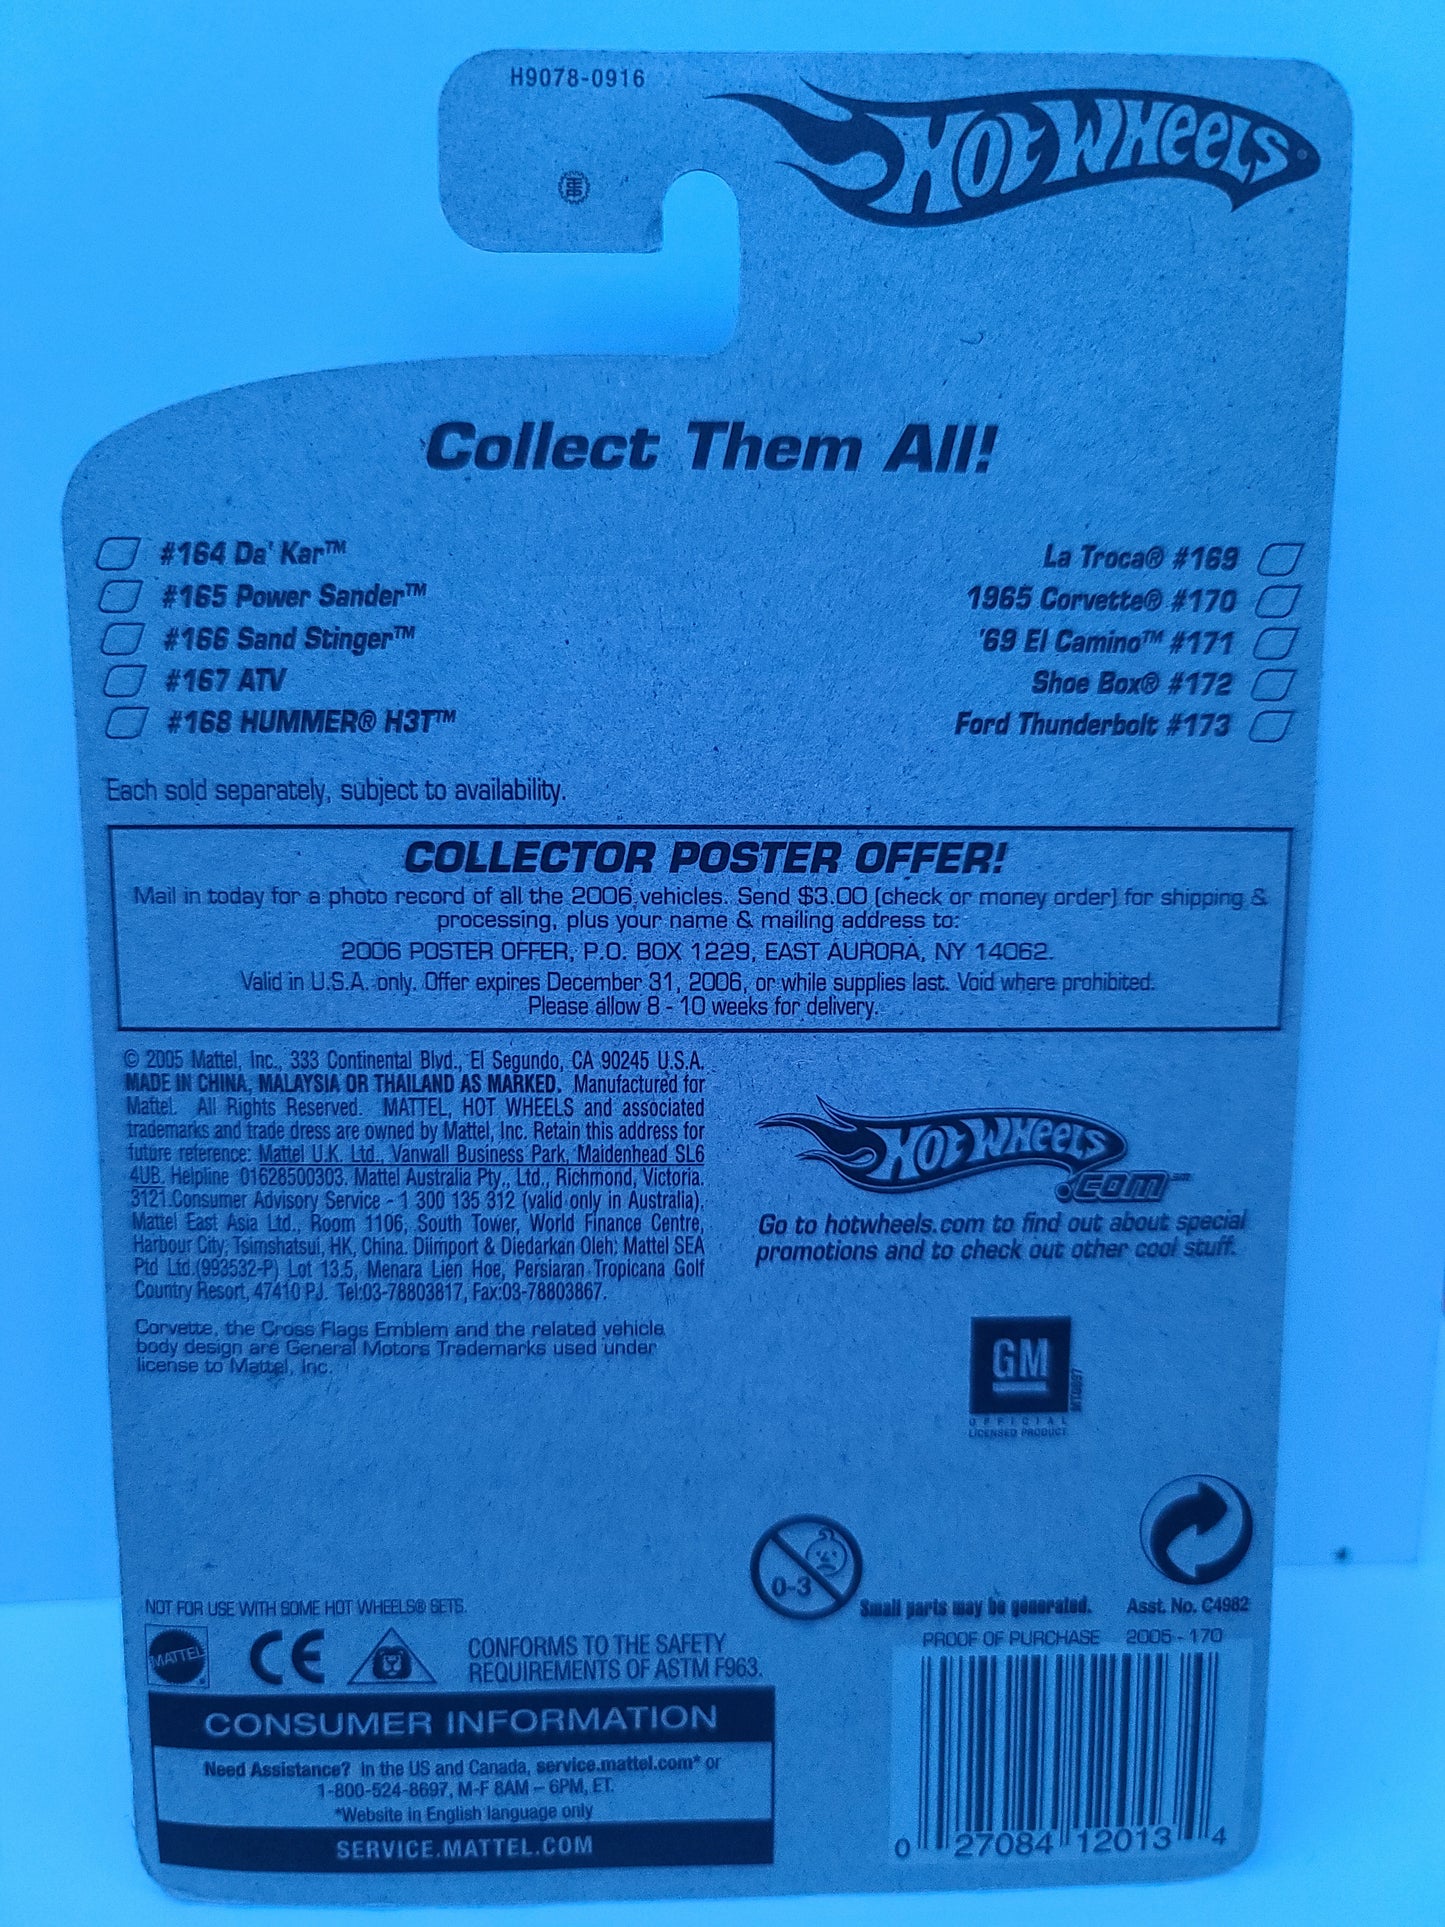 H9078-0916
HOT WHEELS
Collect Them All!
#164 Da' Kar™
#165 Power Sander™
#166 Sand Stinger™
#167 ATV
#168 HUMMER® H3T™
La Troca® #169
1965 Corvette® #170
'69 El Camino™ #171
Shoe Box® #172
Ford Thunderbolt #173
Each sold separately, subject to availability.
COLLECTOR POSTER OFFER!
Mail in today for a photo record of all the 2006 vehicles. Send $3.00 (check or money order) for shipping &
processing, plus your name & mailing address to:
2006 POSTER OFFER, P.O. BOX 1229, EAST AURORA, NY 14052.
Valid in U.S.A. only. Offer expires December 31, 2006, or while supplies last. Void where prohibited.
Please allow 8 - 10 weeks for delivery.
© 2005 Mattel, Inc., 333 Continental Blvd., El Segundo, CA 90245 U.S.A.
MADE IN CHINA, MALAYSIA OR THAILAND AS MARKED. Manufactured for
Mattel. All Rights Reserved. MATTEL, HOT WHEELS and associated
trademarks and trade dress are owned by Mattel, Inc. Retain this address for
future reference: Mattel U.K. Ltd., Vanwall Business Park, Maidenhead SL6
4UB. Helpline 01628500303. Mattel Australia Pty., Ltd., Richmond, Victoria.
3121.Consumer Advisory Service - 1 300 135 312 (valid only in Australia).
Mattel East Asia Ltd., Room 1106, South Tower, World Finance Centre,
Harbour City, Tsimshatsui, HK, China. Diimport & Diedarkan Oleh: Mattel SEA
Ptd Ltd.(993532-P) Lot 13.5, Menara Lien Hoe, Persiaran Tropicana Golf
Country Resort, 47410 PJ. Tel:03-78803817, Fax:03-78803867.
Corvette, the Cross Flags Emblem and the related vehicle
body design are General Motors Trademarks used under
license to Mattel, Inc.
HOT WHEELS
.com
Go to hotwheels.com to find out about special
promotions and to check out other cool stuff.
GM
OFFICIAL
LICENSED PRODUCT
0-3
Small parts may be generated.
Asst. No. C4982
NOT FOR USE WITH SOME HOT WHEELS® SETS.
PROOF OF PURCHASE 2005 - 170
MATTEL
CE
CONFORMS TO THE SAFETY
REQUIREMENTS OF ASTM F963.
CONSUMER INFORMATION
Need Assistance? In the US and Canada, service.mattel.com* or
1-800-524-8697, M-F 8AM – 6PM, ET.
*Website in English language only
SERVICE.MATTEL.COM
0 27084 12013 4